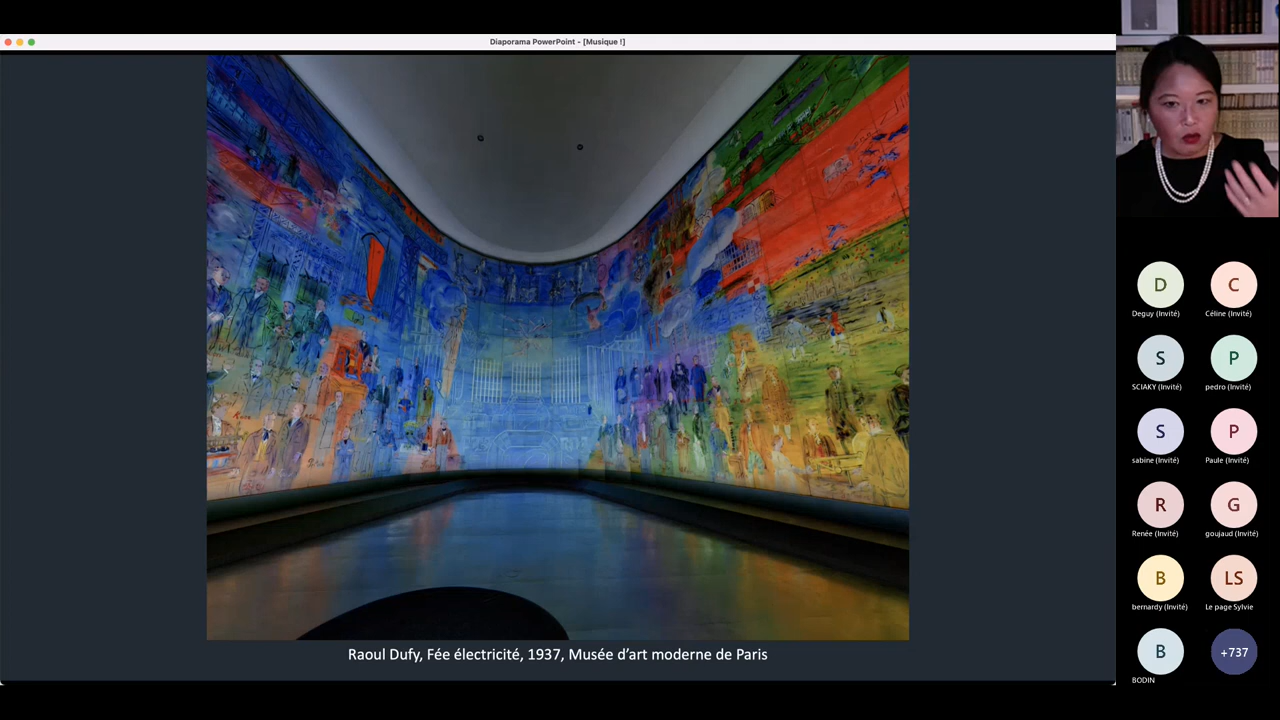 Diaporama PowerPoint - [Musique !]
Raoul Dufy, Fée électricité, 1937, Musée d'art moderne de Paris
D
C
Deguy (Invité)
Céline (Invité)
S
P
SCIAKY (Invité)
pedro (Invité)
S
P
sabine (Invité)
Paule (Invité)
R
G
Renée (Invité)
goujaud (Invité)
B
LS
bernardy (Invité)
Le page Sylvie
B
+737
BODIN